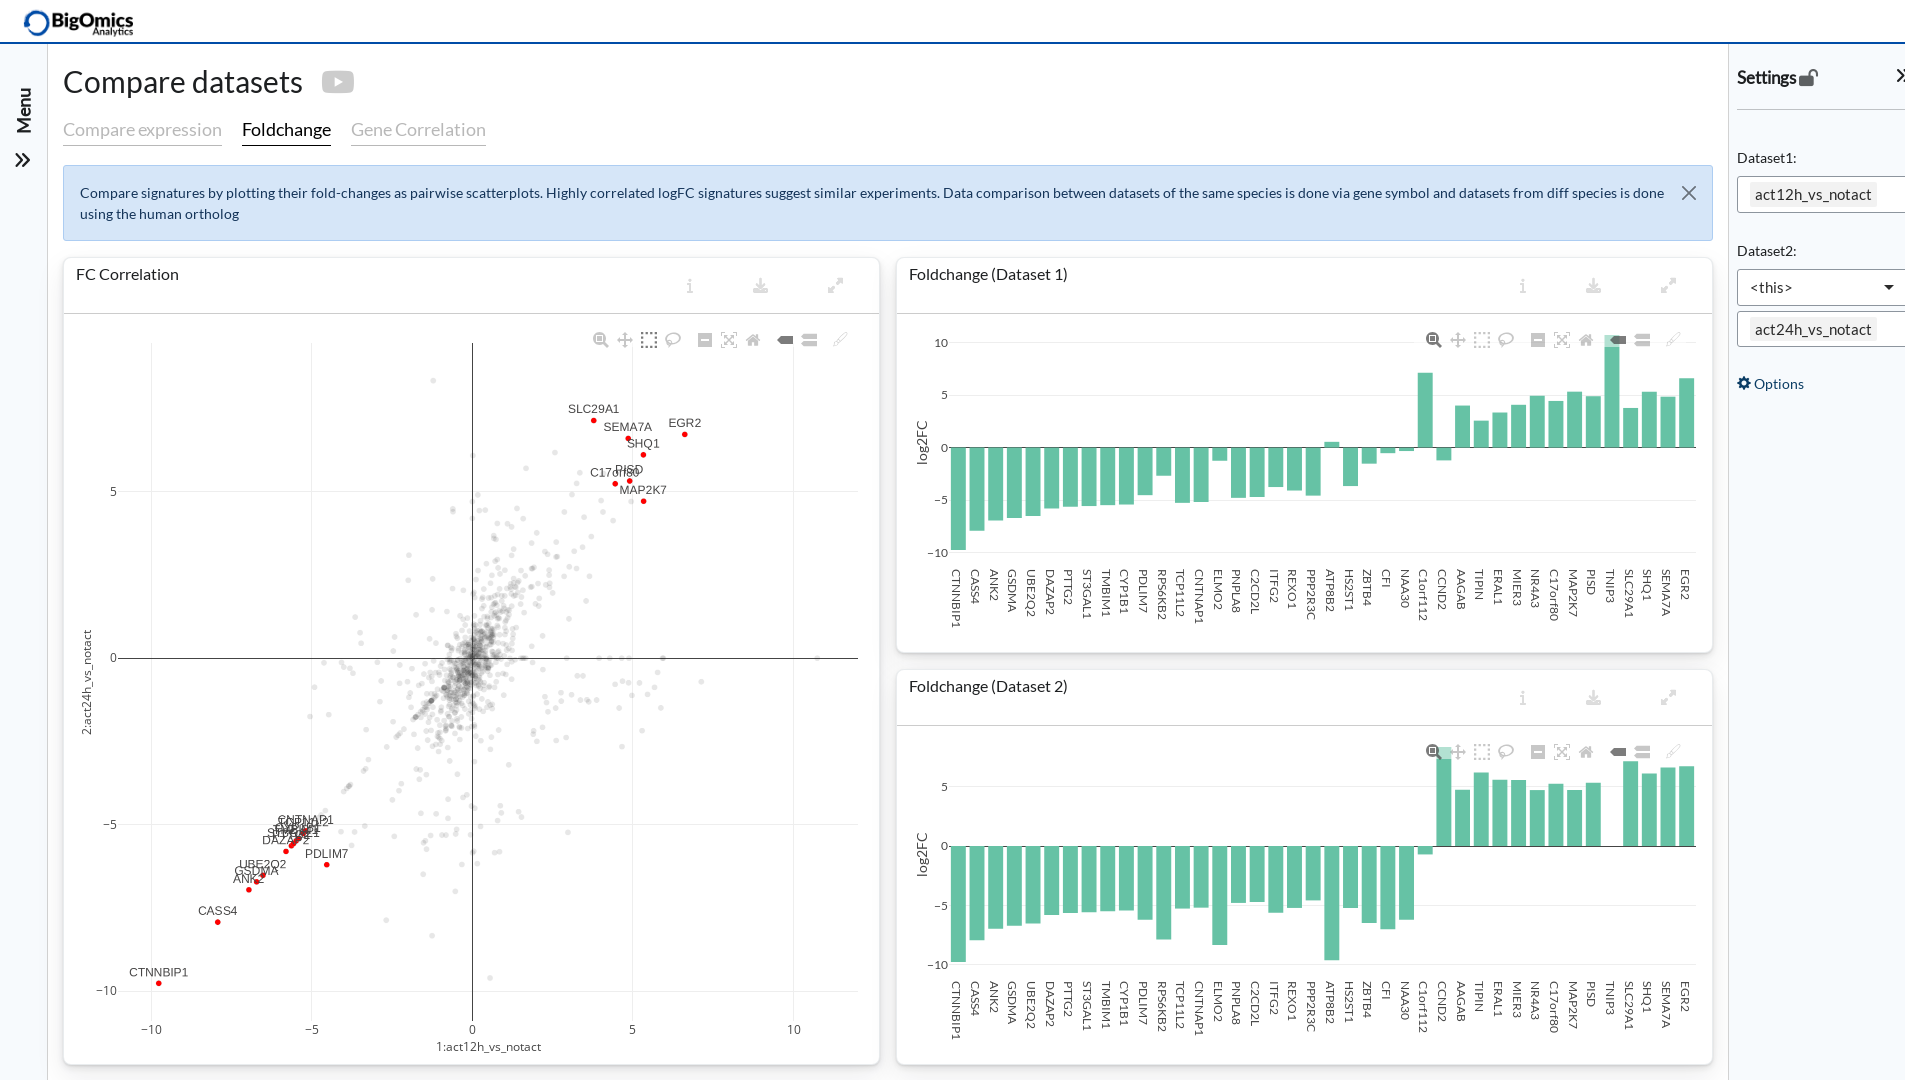 BigOmics
Analytics
Menu
Compare datasets
Compare expression
Foldchange
Gene Correlation
Compare signatures by plotting their fold-changes as pairwise scatterplots. Highly correlated logFC signatures suggest similar experiments. Data comparison between datasets of the same species is done via gene symbol and datasets from diff species is done
using the human ortholog
FC Correlation
SLC29A1
SEMA7A
EGR2
SHQ1
PISD
C17orf80
MAP2K7
CNTNAP1
DAZAP2
PDLIM7
UBE2Q2
GSDMA
ANK2
CASS4
CTNNBIP1
5
0
−5
−10
−10
−5
0
5
10
2:act24h_vs_notact
1:act12h_vs_notact
Foldchange (Dataset 1)
10
5
0
−5
−10
log2FC
CTNNBIP1
CASS4
ANK2
GSDMA
UBE2Q2
DAZAP2
PTTG2
ST3GAL1
TMBIM1
CYP1B1
PDLIM7
RPS6KB2
TCP11L2
CNTNAP1
ELMO2
PNPLA8
C2CD2L
ITFG2
REXO1
PPP2R3C
ATP8B2
HS2ST1
ZBTB4
CFI
NAA30
C1orf112
CCND2
AAGAB
TIPIN
ERAL1
MIER3
NR4A3
C17orf80
MAP2K7
PISD
TNIP3
SLC29A1
SHQ1
SEMA7A
EGR2
Foldchange (Dataset 2)
5
0
−5
−10
log2FC
CTNNBIP1
CASS4
ANK2
GSDMA
UBE2Q2
DAZAP2
PTTG2
ST3GAL1
TMBIM1
CYP1B1
PDLIM7
RPS6KB2
TCP11L2
CNTNAP1
ELMO2
PNPLA8
C2CD2L
ITFG2
REXO1
PPP2R3C
ATP8B2
HS2ST1
ZBTB4
CFI
NAA30
C1orf112
CCND2
AAGAB
TIPIN
ERAL1
MIER3
NR4A3
C17orf80
MAP2K7
PISD
TNIP3
SLC29A1
SHQ1
SEMA7A
EGR2
Settings
Dataset1:
act12h_vs_notact
Dataset2:
<this>
act24h_vs_notact
Options